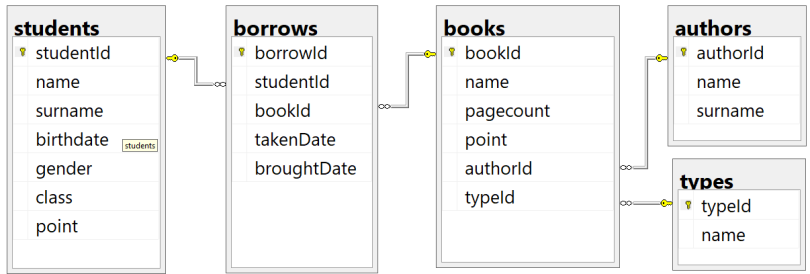 students
studentId
name
surname
birthdate
students
gender
class
point
borrows
borrowId
studentId
bookId
takenDate
broughtDate
books
bookId
name
pagecount
point
authorId
typeId
authors
authorId
name
surname
types
typeId
name